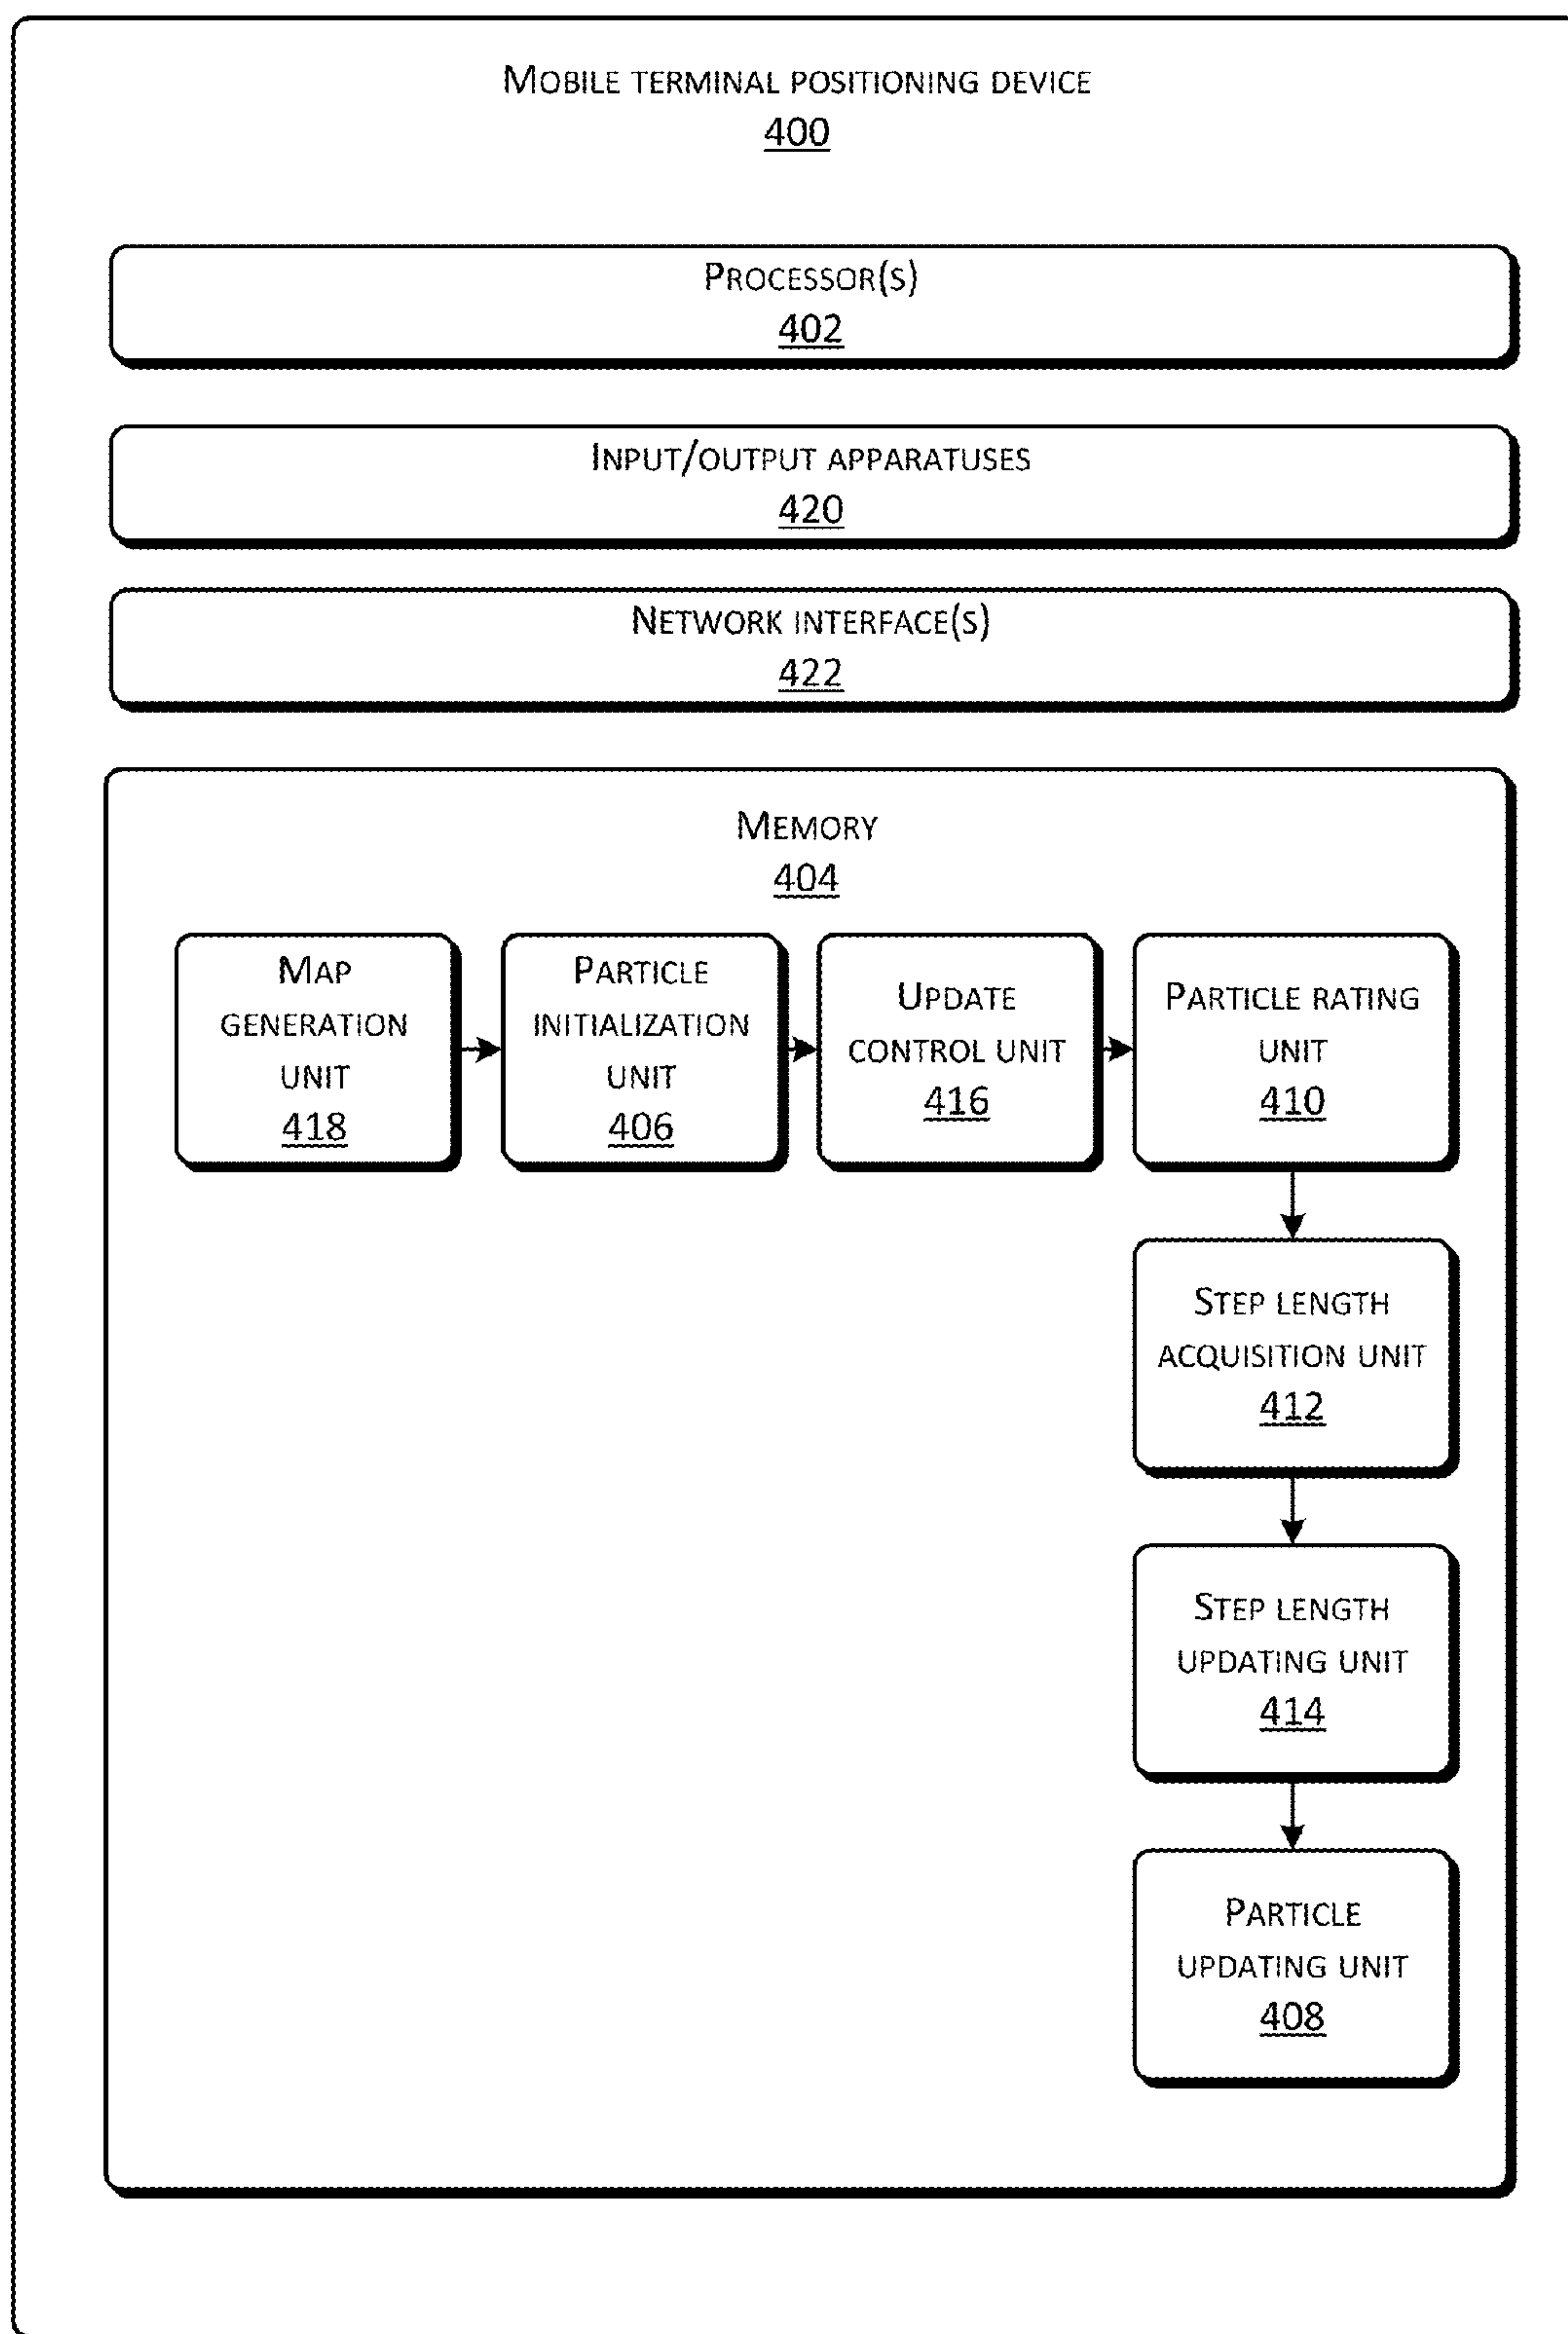 MOBILE TERMINAL POSITIONING DEVICE
400
PROCESSOR(S)
402
INPUT/OUTPUT APPARATUSES
420
NETWORK INTERFACE(S)
422
MEMORY
404
MAP
GENERATION
UNIT
418
PARTICLE
INITIALIZATION
UNIT
406
UPDATE
CONTROL UNIT
416
PARTICLE RATING
UNIT
410
STEP LENGTH
ACQUISITION UNIT
412
STEP LENGTH
UPDATING UNIT
414
PARTICLE
UPDATING UNIT
408